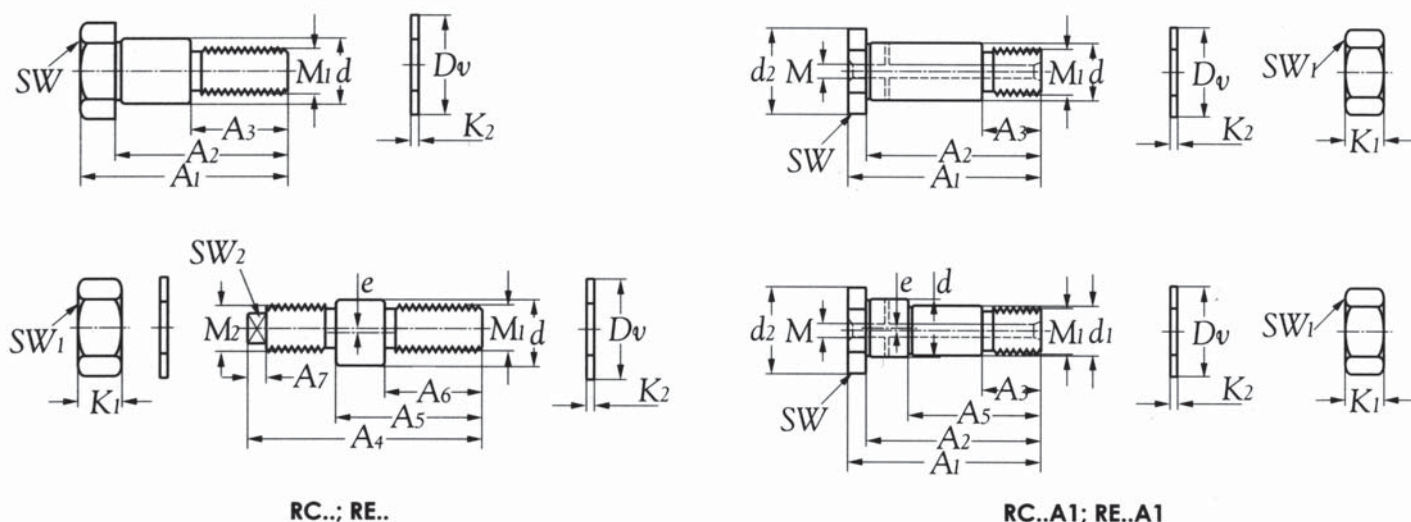 SW
M1
d
Dv
A3
K2
A2
A1
d2
M
M1
d
Dv
SW1
A3
K2
K1
SW
A2
A1
SW2
e
M2
M1
d
Dv
SW1
K1
A7
A6
K2
A5
A4
e
d
d2
M
M1
d1
Dv
SW1
A3
K2
K1
SW
A5
A2
A1
RC..; RE..
RC..A1; RE..A1